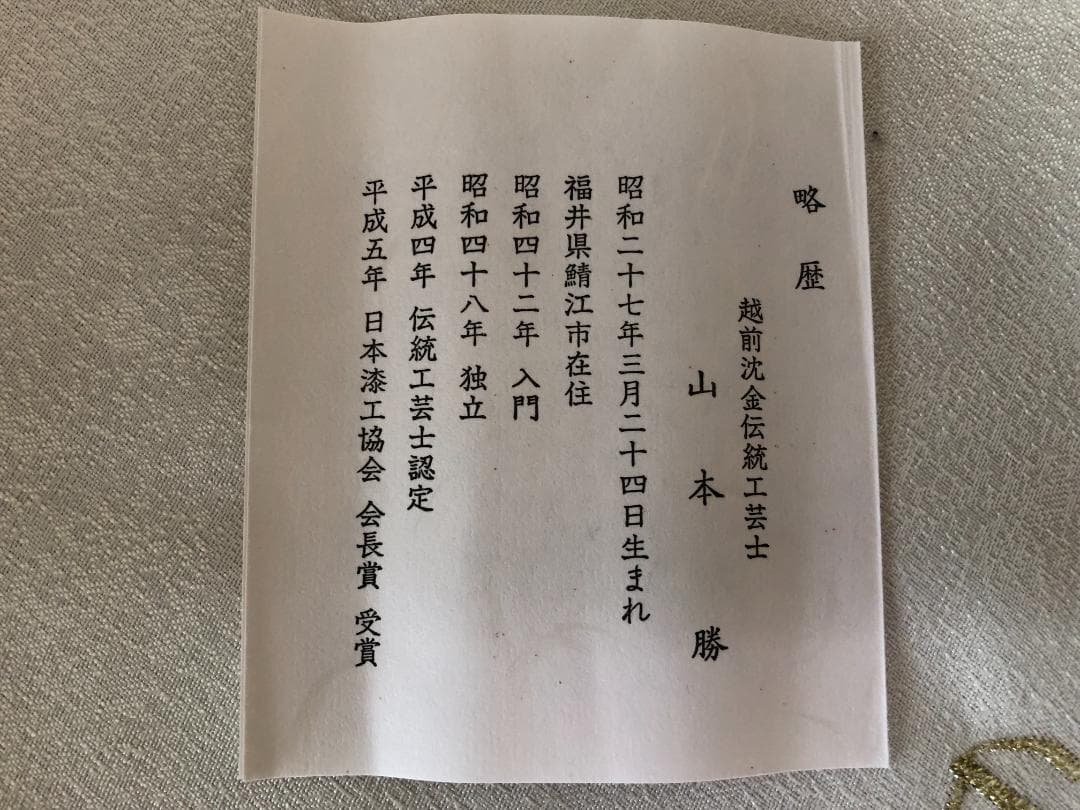 略歴
越前沈金伝統工芸士
山本勝
昭和二十七年三月二十四日生まれ
福井県鯖江市在住
昭和四十二年 入門
昭和四十八年 独立
平成四年 伝統工芸士認定
平成五年 日本漆工協会 会長賞 受賞